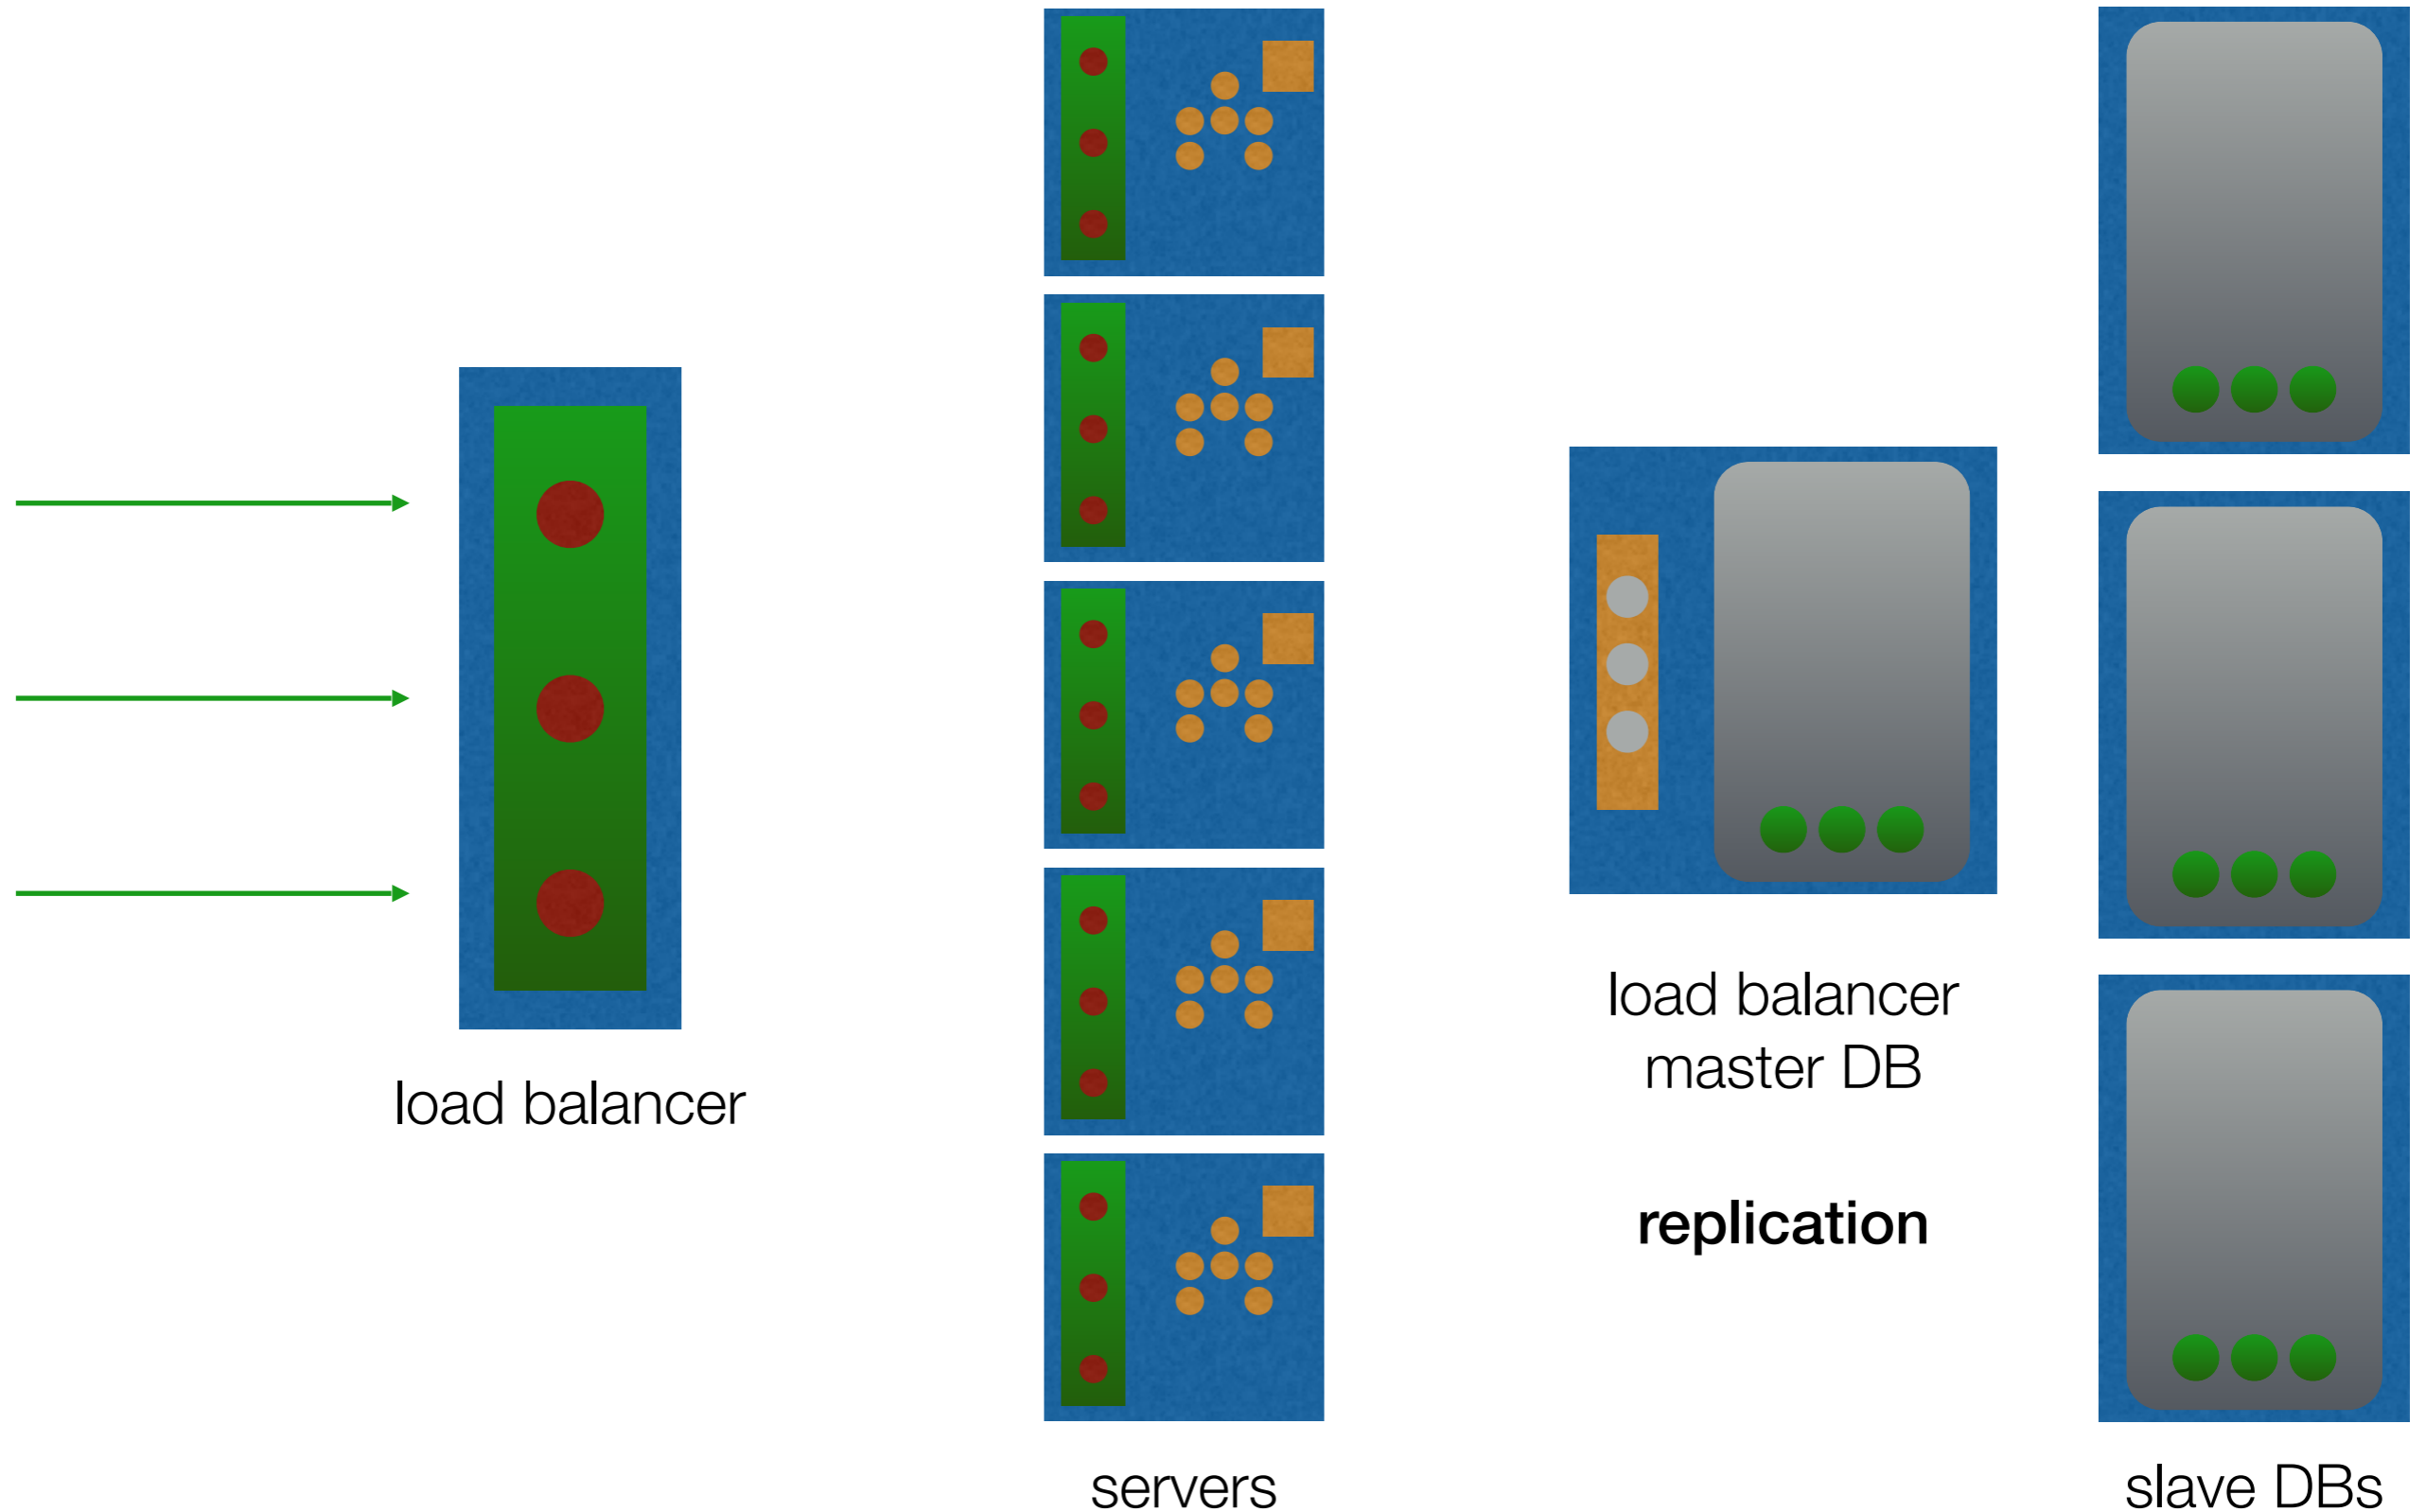 load balancer
servers
load balancer
master DB
replication
slave DBs